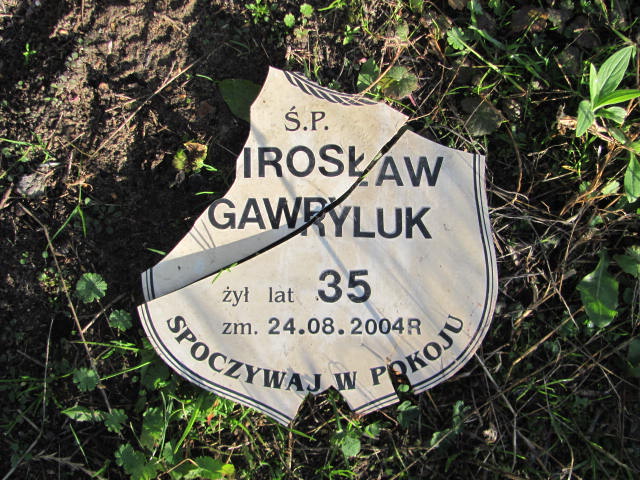 Ś.P.
IROSŁAW
GAWRYLUK
żył lat 35
zm. 24.08.2004R
SPOCZYWAJ W POKOJU